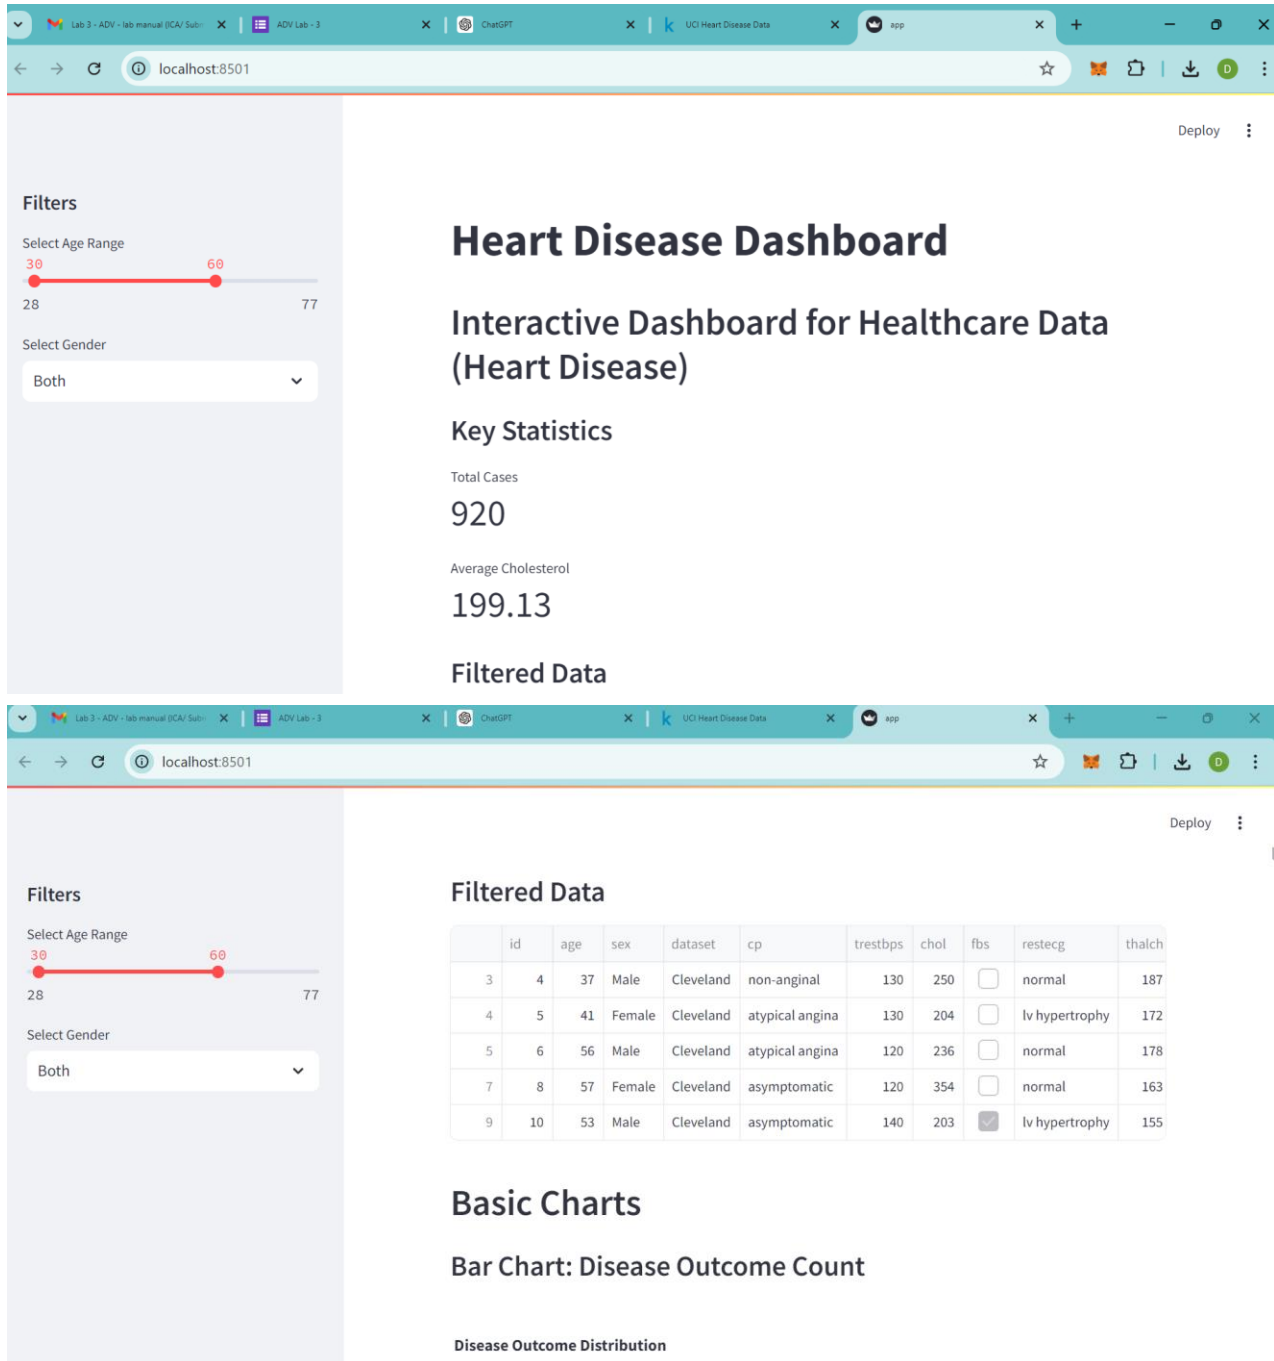 Lab 3 - ADV - lab manual (ICA/ Subm
ADV Lab - 3
ChatGPT
UCI Heart Disease Data
app
localhost:8501
D
Deploy
Filters
Select Age Range
30 60
28 77
Select Gender
Both
Heart Disease Dashboard
Interactive Dashboard for Healthcare Data
(Heart Disease)
Key Statistics
Total Cases
920
Average Cholesterol
199.13
Filtered Data
Lab 3 - ADV - lab manual (ICA/ Subm
ADV Lab - 3
ChatGPT
UCI Heart Disease Data
app
localhost:8501
D
Deploy
Filters
Select Age Range
30 60
28 77
Select Gender
Both
Filtered Data
id age sex dataset cp trestbps chol fbs restecg thalch
3 4 37 Male Cleveland non-anginal 130 250 normal 187
4 5 41 Female Cleveland atypical angina 130 204 lv hypertrophy 172
5 6 56 Male Cleveland atypical angina 120 236 normal 178
7 8 57 Female Cleveland asymptomatic 120 354 normal 163
9 10 53 Male Cleveland asymptomatic 140 203 lv hypertrophy 155
Basic Charts
Bar Chart: Disease Outcome Count
Disease Outcome Distribution